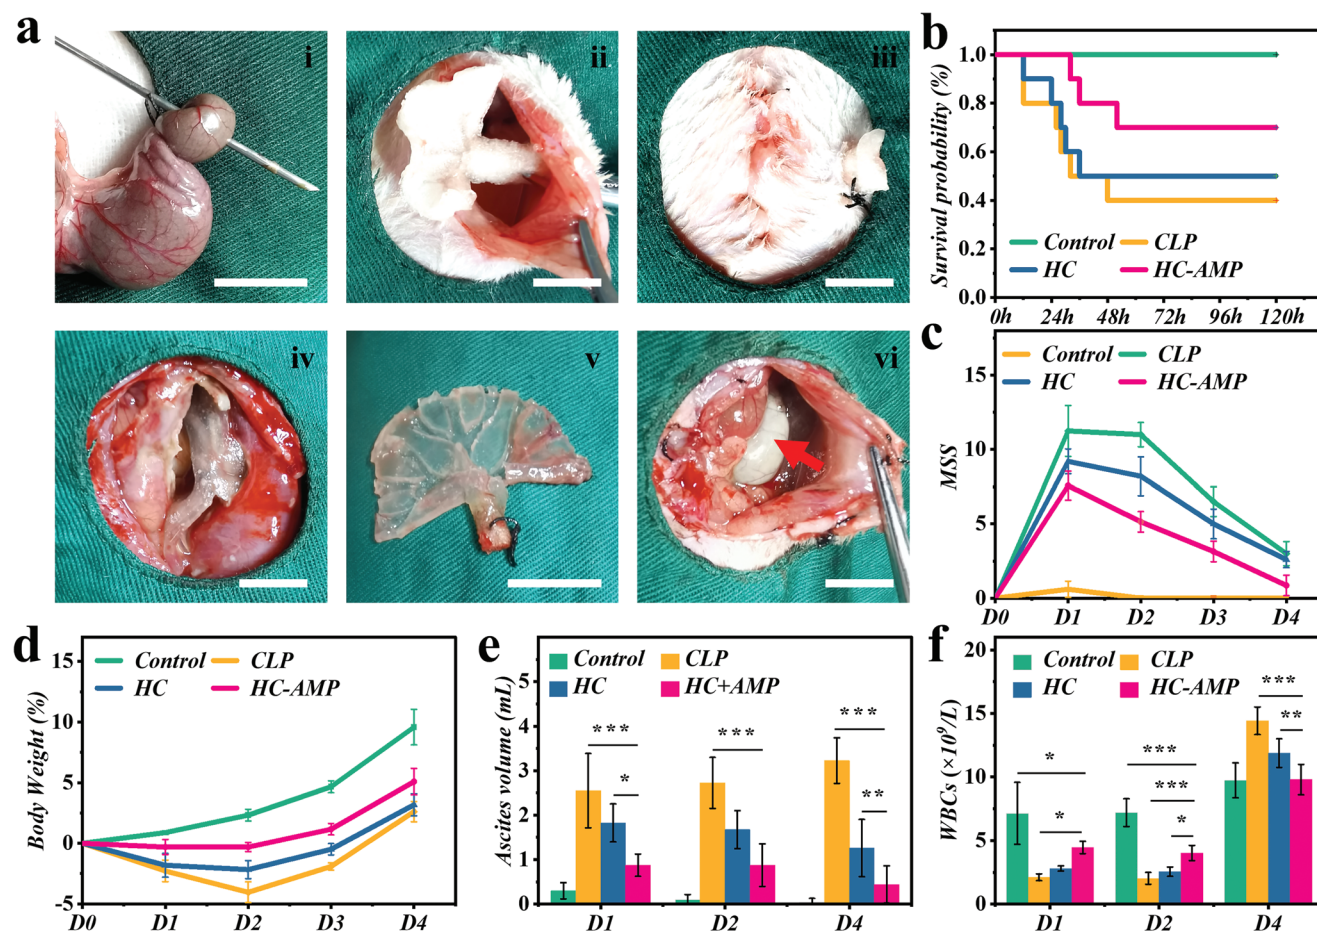 a
i
ii
iii
iv
v
vi
b
Survival probability (%)
1.0
0.8
0.6
0.4
0.2
0.0
Control CLP
HC HC-AMP
0h 24h 48h 72h 96h 120h
c
Control CLP
HC HC-AMP
MSS
15
10
5
0
D0 D1 D2 D3 D4
d
Control CLP
HC HC-AMP
Body Weight (%)
15
10
5
0
-5
D0 D1 D2 D3 D4
e
Control CLP
HC HC+AMP
Ascites volume (mL)
5
4
3
2
1
0
*** * *** *** **
D1 D2 D4
f
Control CLP
HC HC-AMP
WBCs (×10⁹/L)
20
15
10
5
0
* * *** *** * *** **
D1 D2 D4